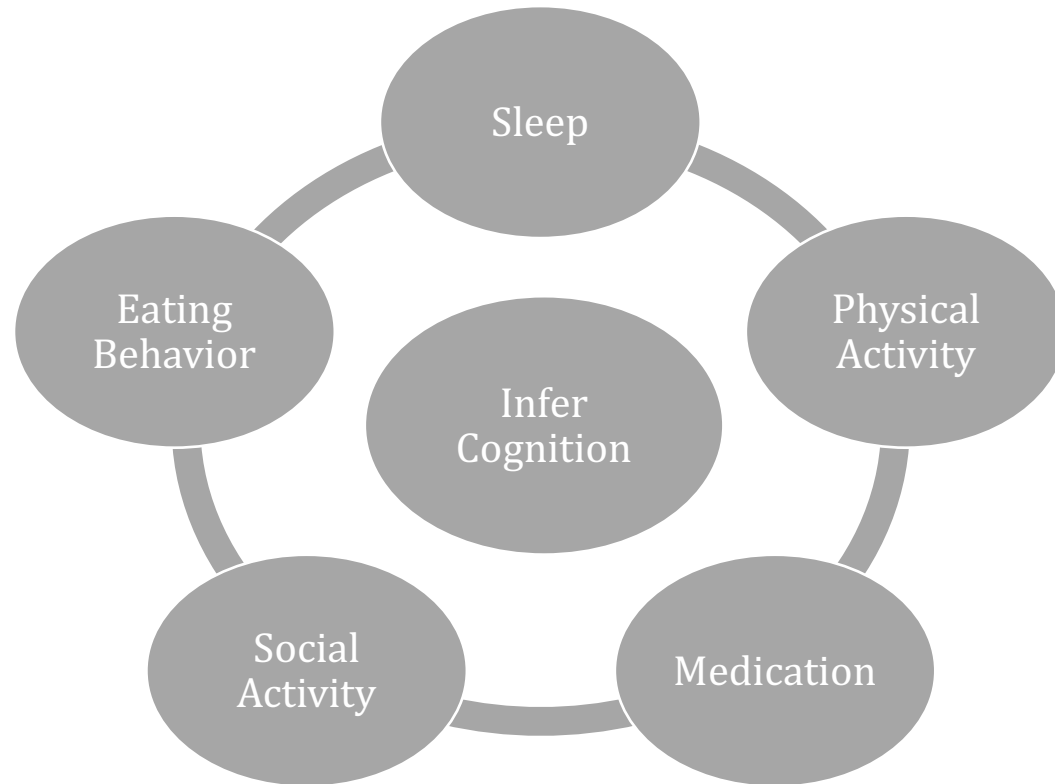 Sleep
Physical
Activity
Medication
Social
Activity
Eating
Behavior
Infer
Cognition